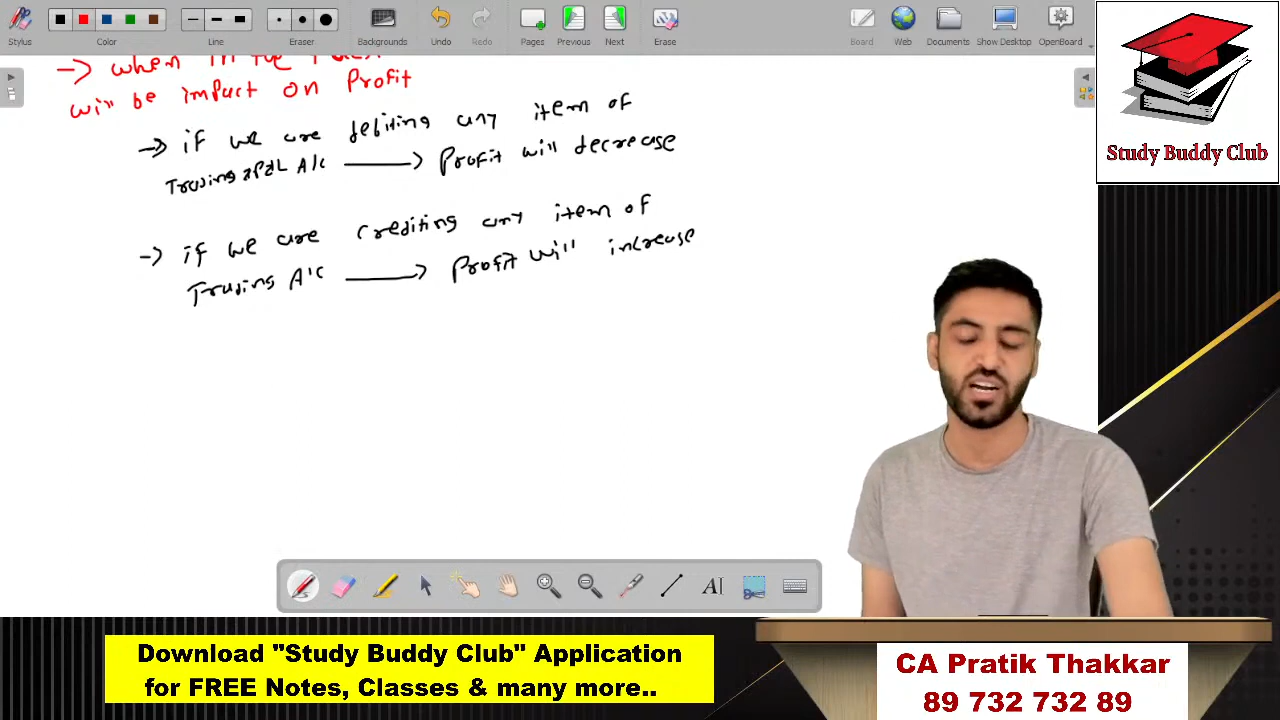 Stylus
Color
Line
Eraser
Backgrounds
Undo
Redo
Pages
Previous
Next
Erase
Board
Web
Documents
Show Desktop
OpenBoard
Study Buddy Club
-> when in the
will be impact on Profit
-> if we are debiting any item of
Trading & P&L A/c -> Profit will decrease
-> if we are crediting any item of
Trading A/c -> Profit will increase
Download "Study Buddy Club" Application
for FREE Notes, Classes & many more..
CA Pratik Thakkar
89 732 732 89